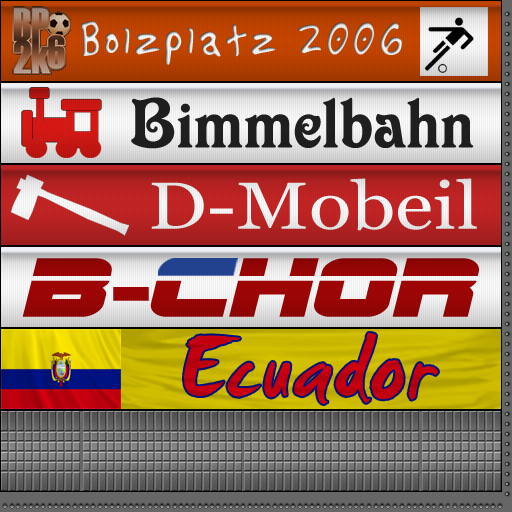 BP 2K6 Bolzplatz 2006
Bimmelbahn
D-Mobeil
B-CHOR
Ecuador